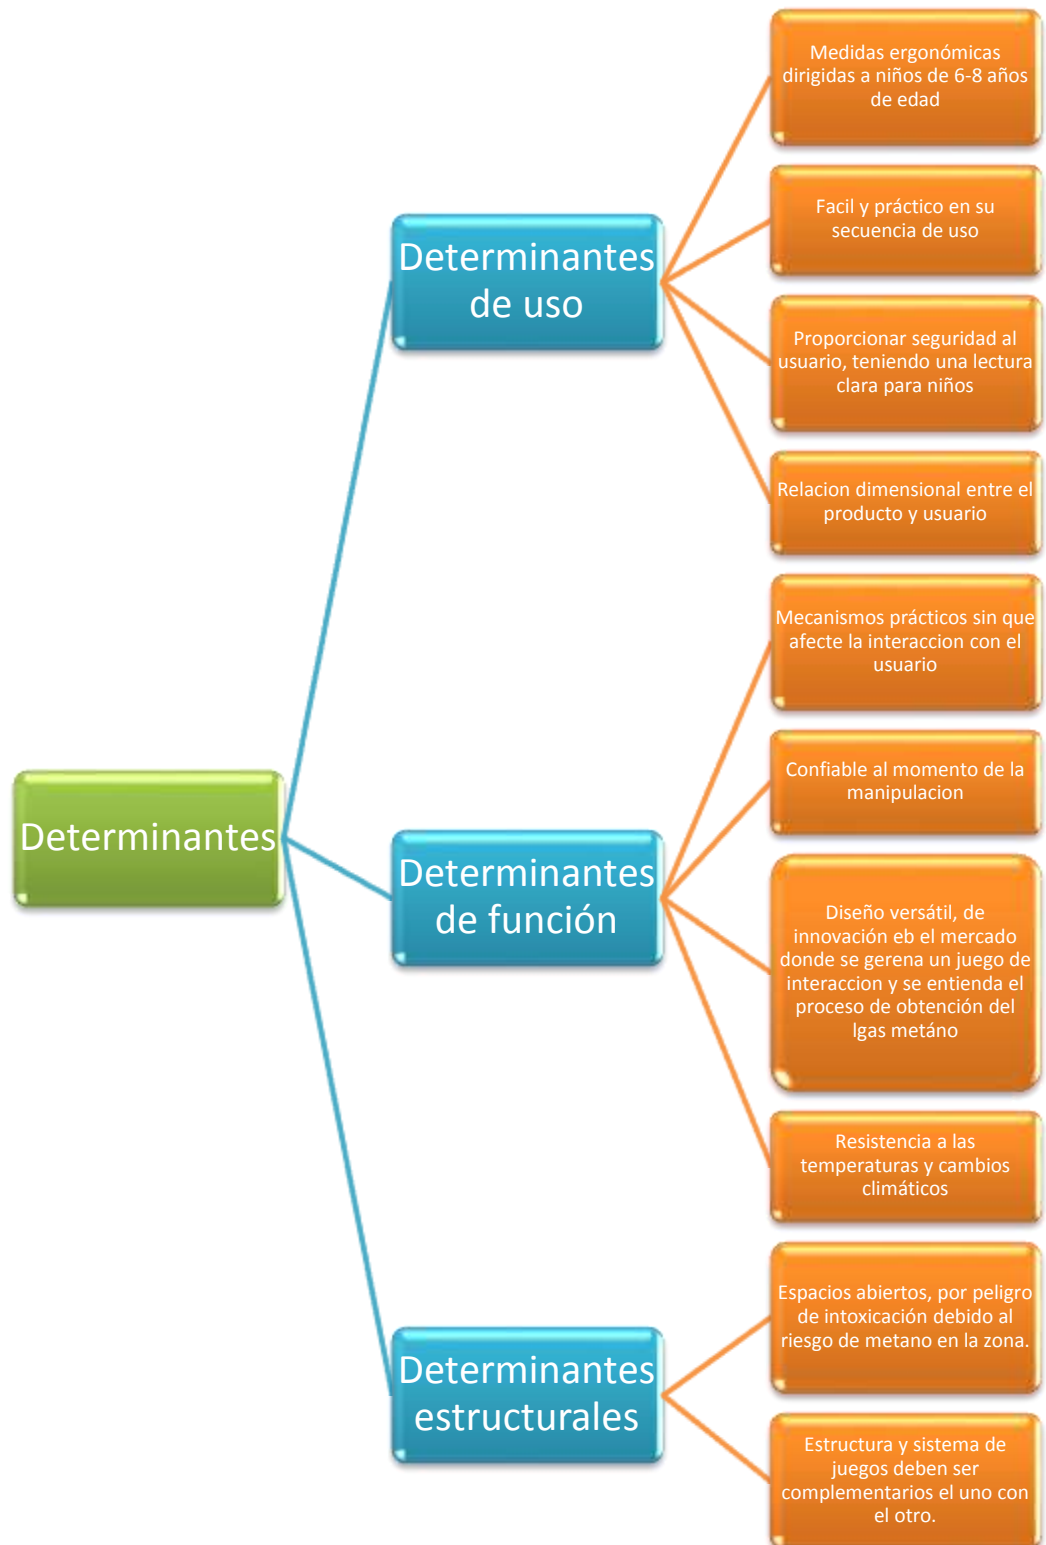 Determinantes
Determinantes
de uso
Medidas ergonómicas
dirigidas a niños de 6-8 años
de edad
Facil y práctico en su
secuencia de uso
Proporcionar seguridad al
usuario, teniendo una lectura
clara para niños
Relacion dimensional entre el
producto y usuario
Determinantes
de función
Mecanismos prácticos sin que
afecte la interaccion con el
usuario
Confiable al momento de la
manipulacion
Diseño versátil, de
innovación eb el mercado
donde se gerena un juego de
interaccion y se entienda el
proceso de obtención del
lgas metáno
Resistencia a las
temperaturas y cambios
climáticos
Determinantes
estructurales
Espacios abiertos, por peligro
de intoxicación debido al
riesgo de metano en la zona.
Estructura y sistema de
juegos deben ser
complementarios el uno con
el otro.